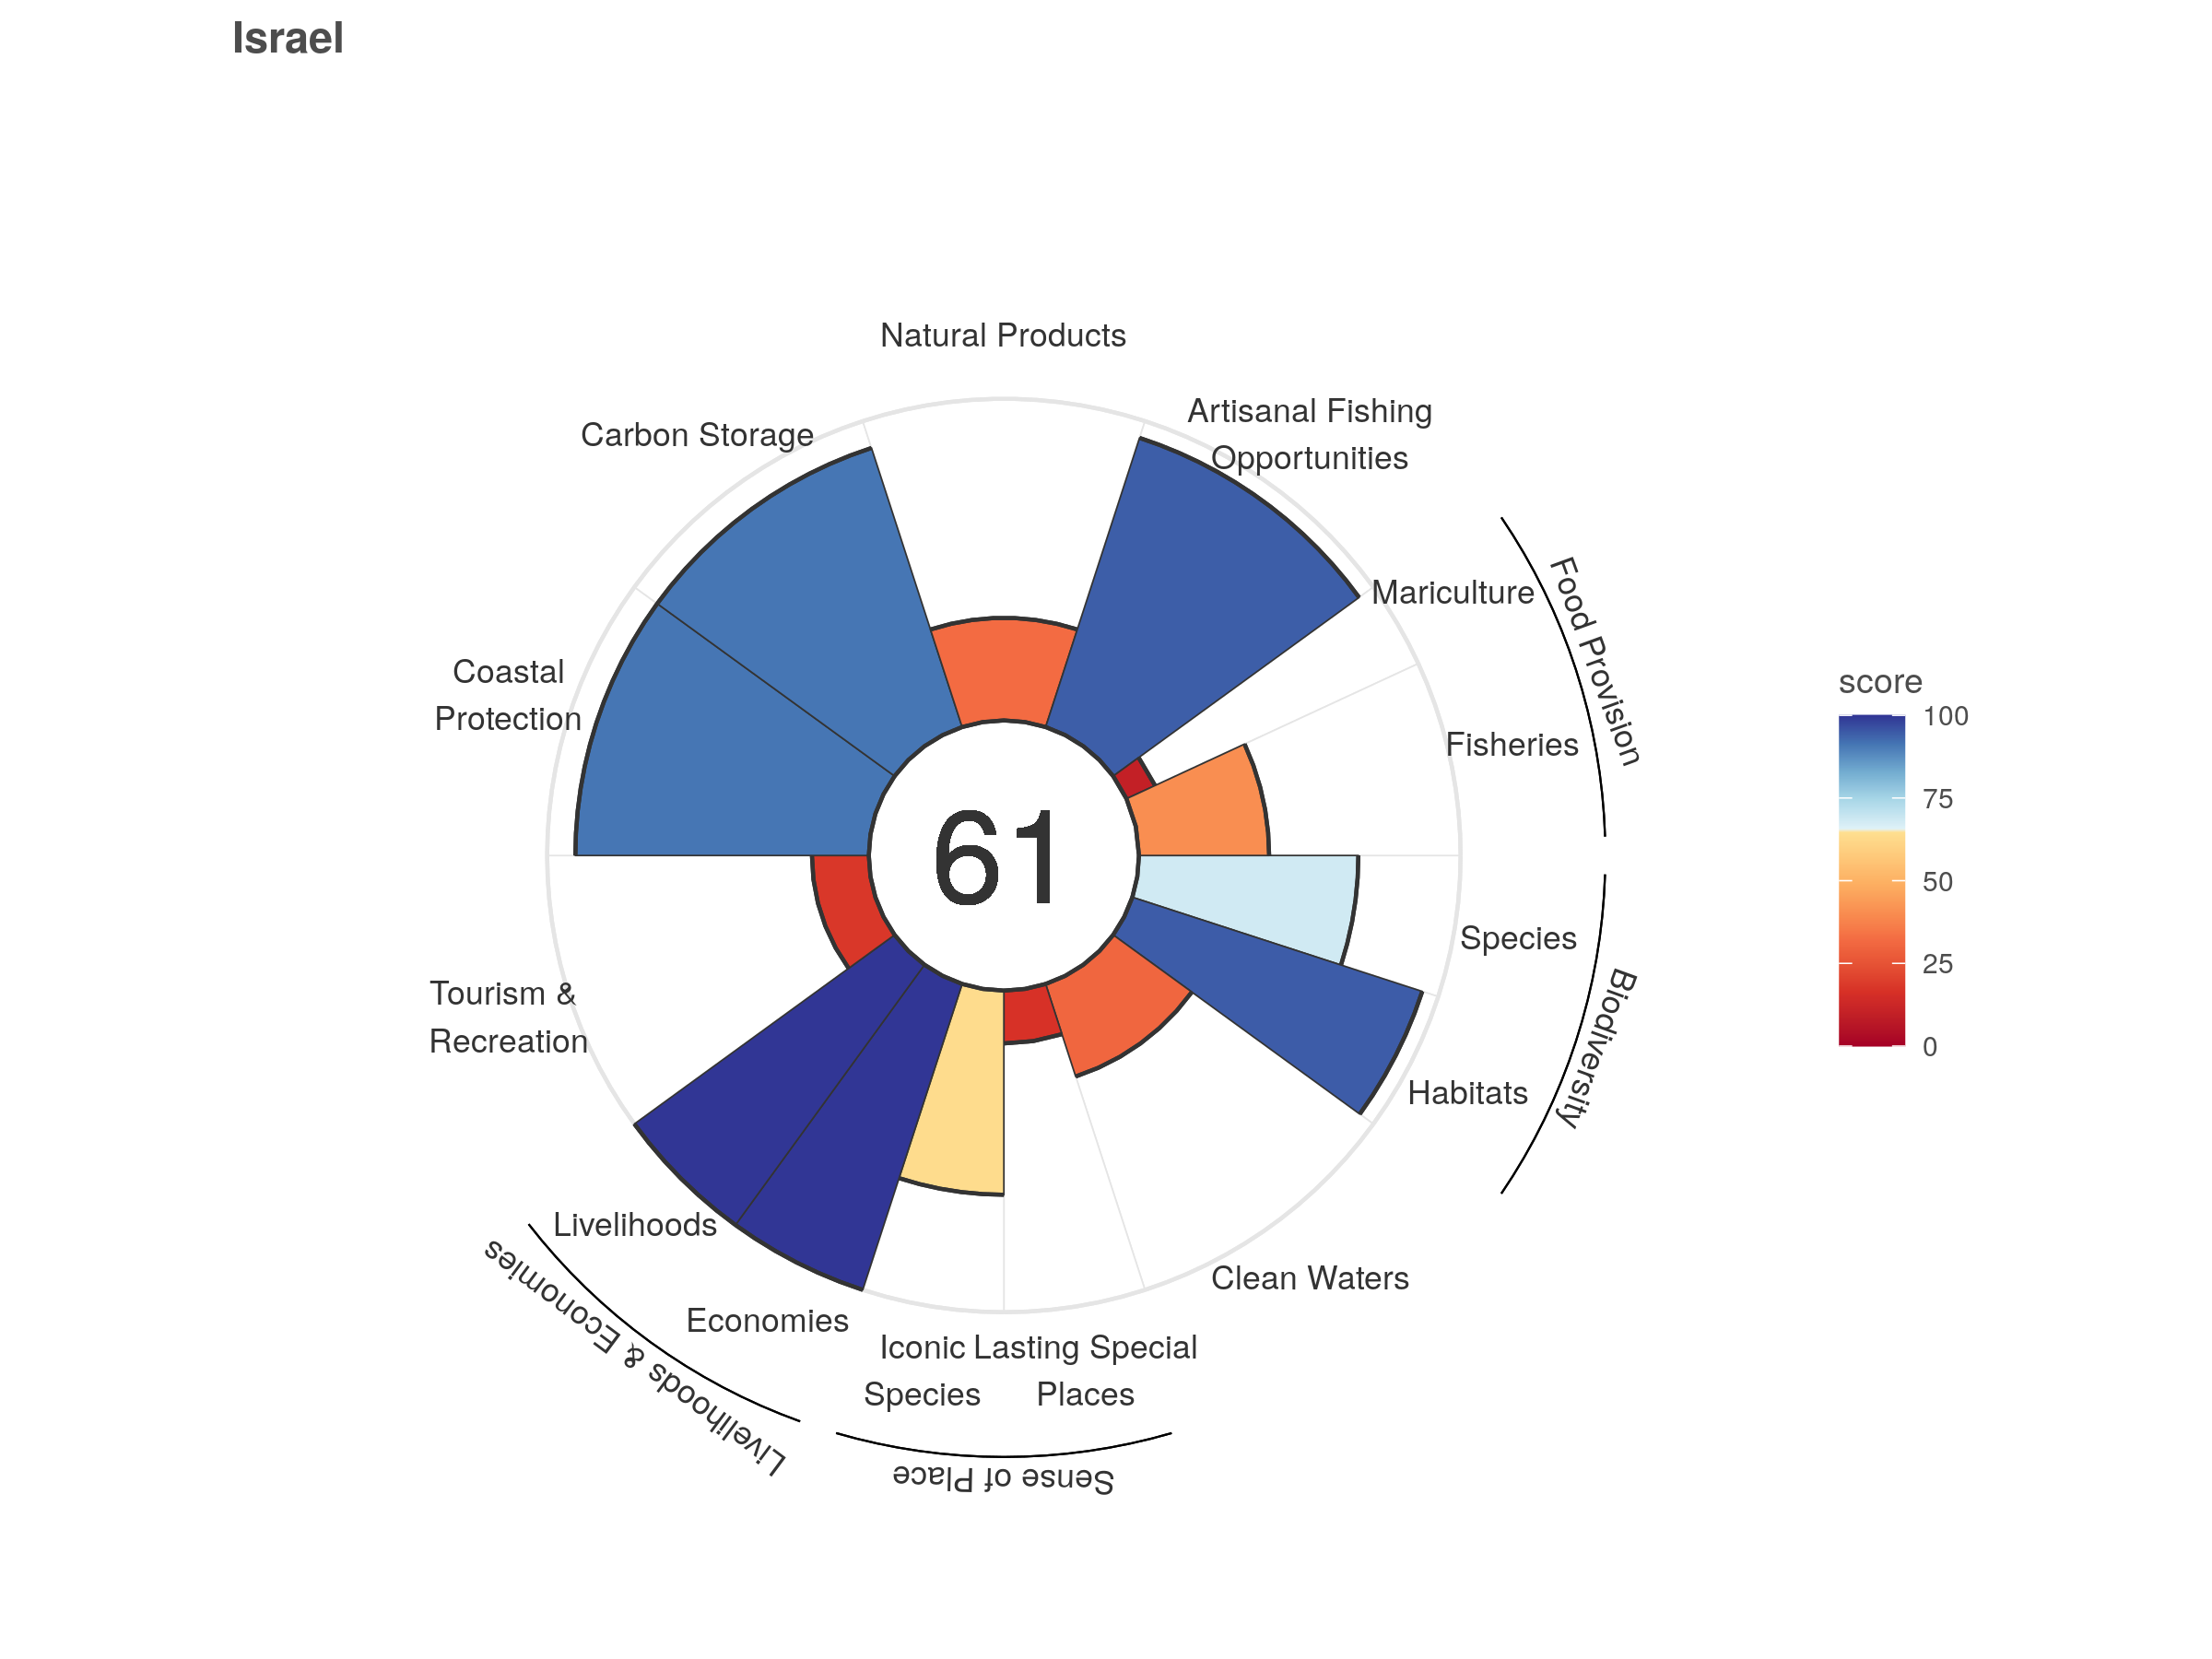 Israel
Natural Products
Artisanal Fishing
Opportunities
Carbon Storage
Mariculture
Food Provision
Coastal
Protection
Fisheries
61
score
100
75
50
25
0
Species
Biodiversity
Habitats
Tourism &
Recreation
Clean Waters
Livelihoods
Economies
Livelihoods & Economies
Iconic
Species
Lasting Special
Places
Sense of Place